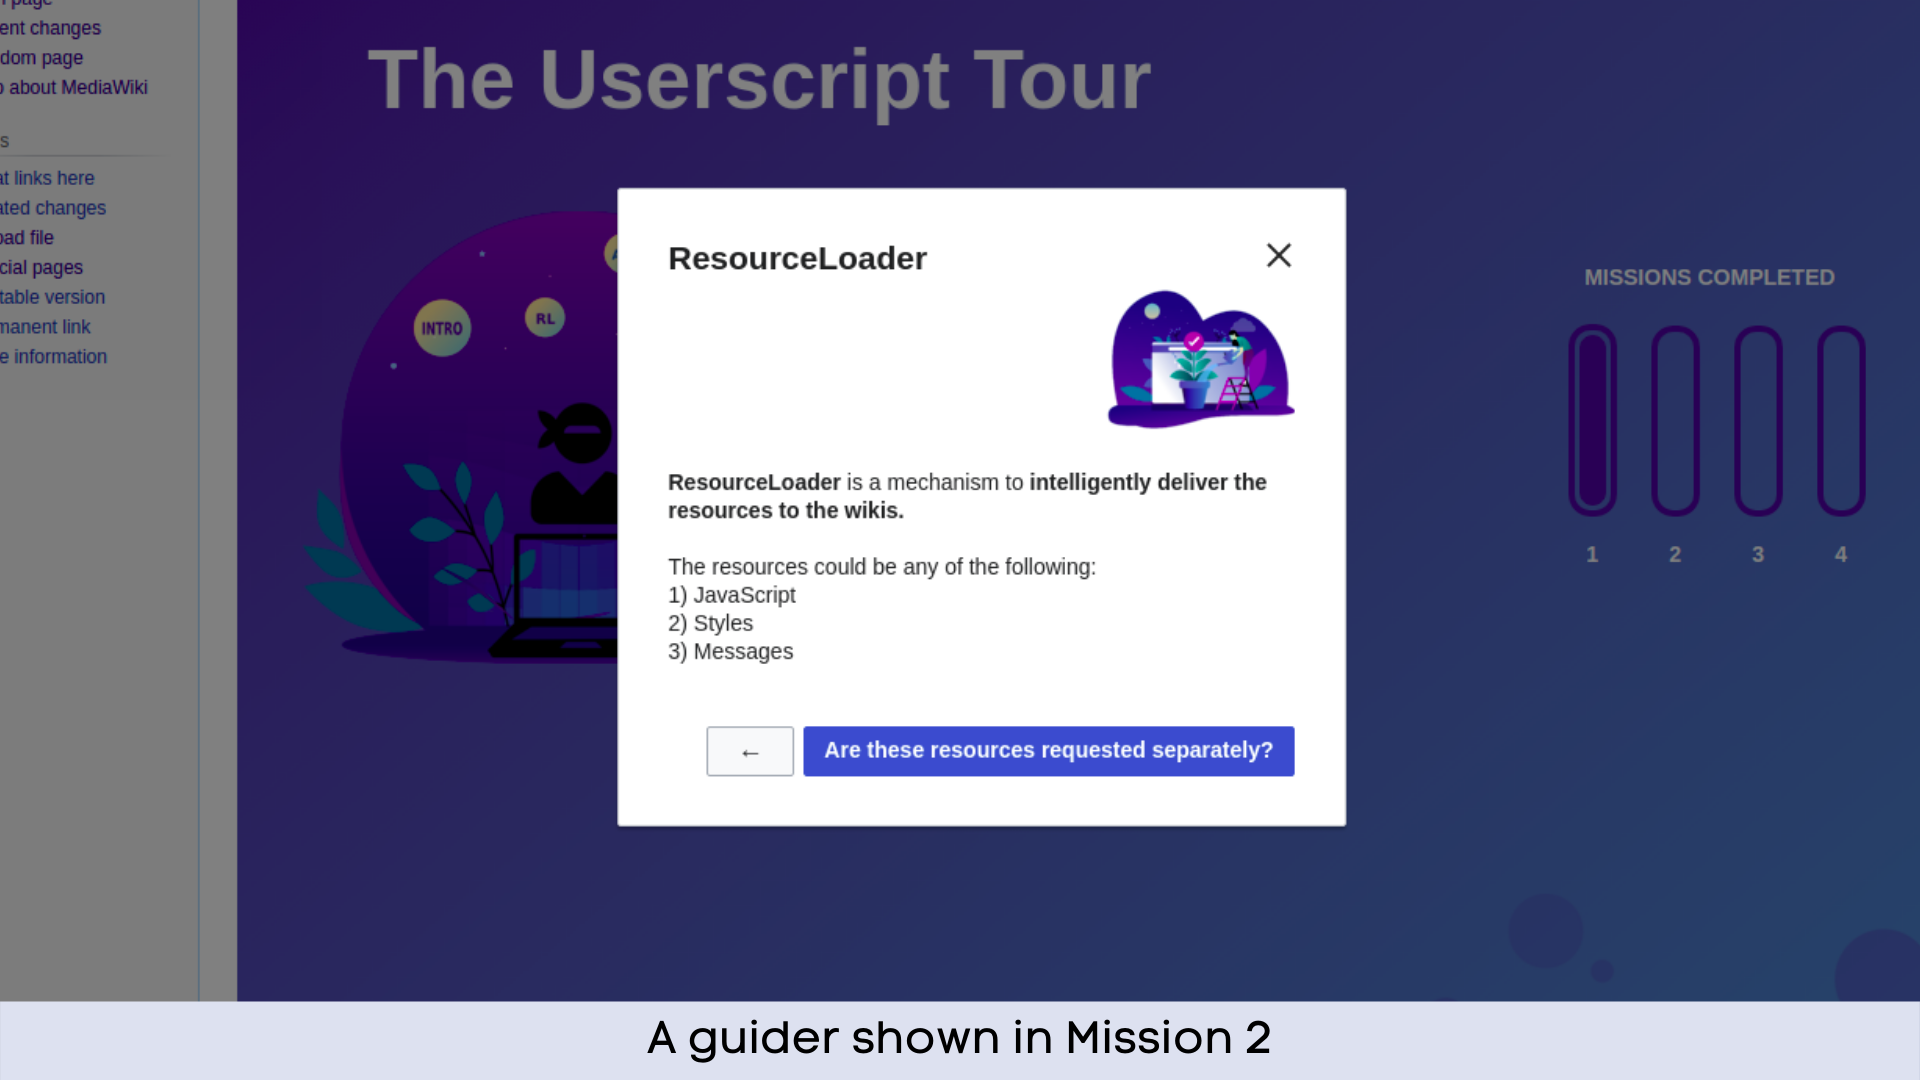 ent changes
dom page
about MediaWiki
s
at links here
ated changes
oad file
cial pages
table version
manent link
e information
The Userscript Tour
INTRO
RL
MISSIONS COMPLETED
1 2 3 4
ResourceLoader
ResourceLoader is a mechanism to intelligently deliver the
resources to the wikis.
The resources could be any of the following:
1) JavaScript
2) Styles
3) Messages
←
Are these resources requested separately?
A guider shown in Mission 2